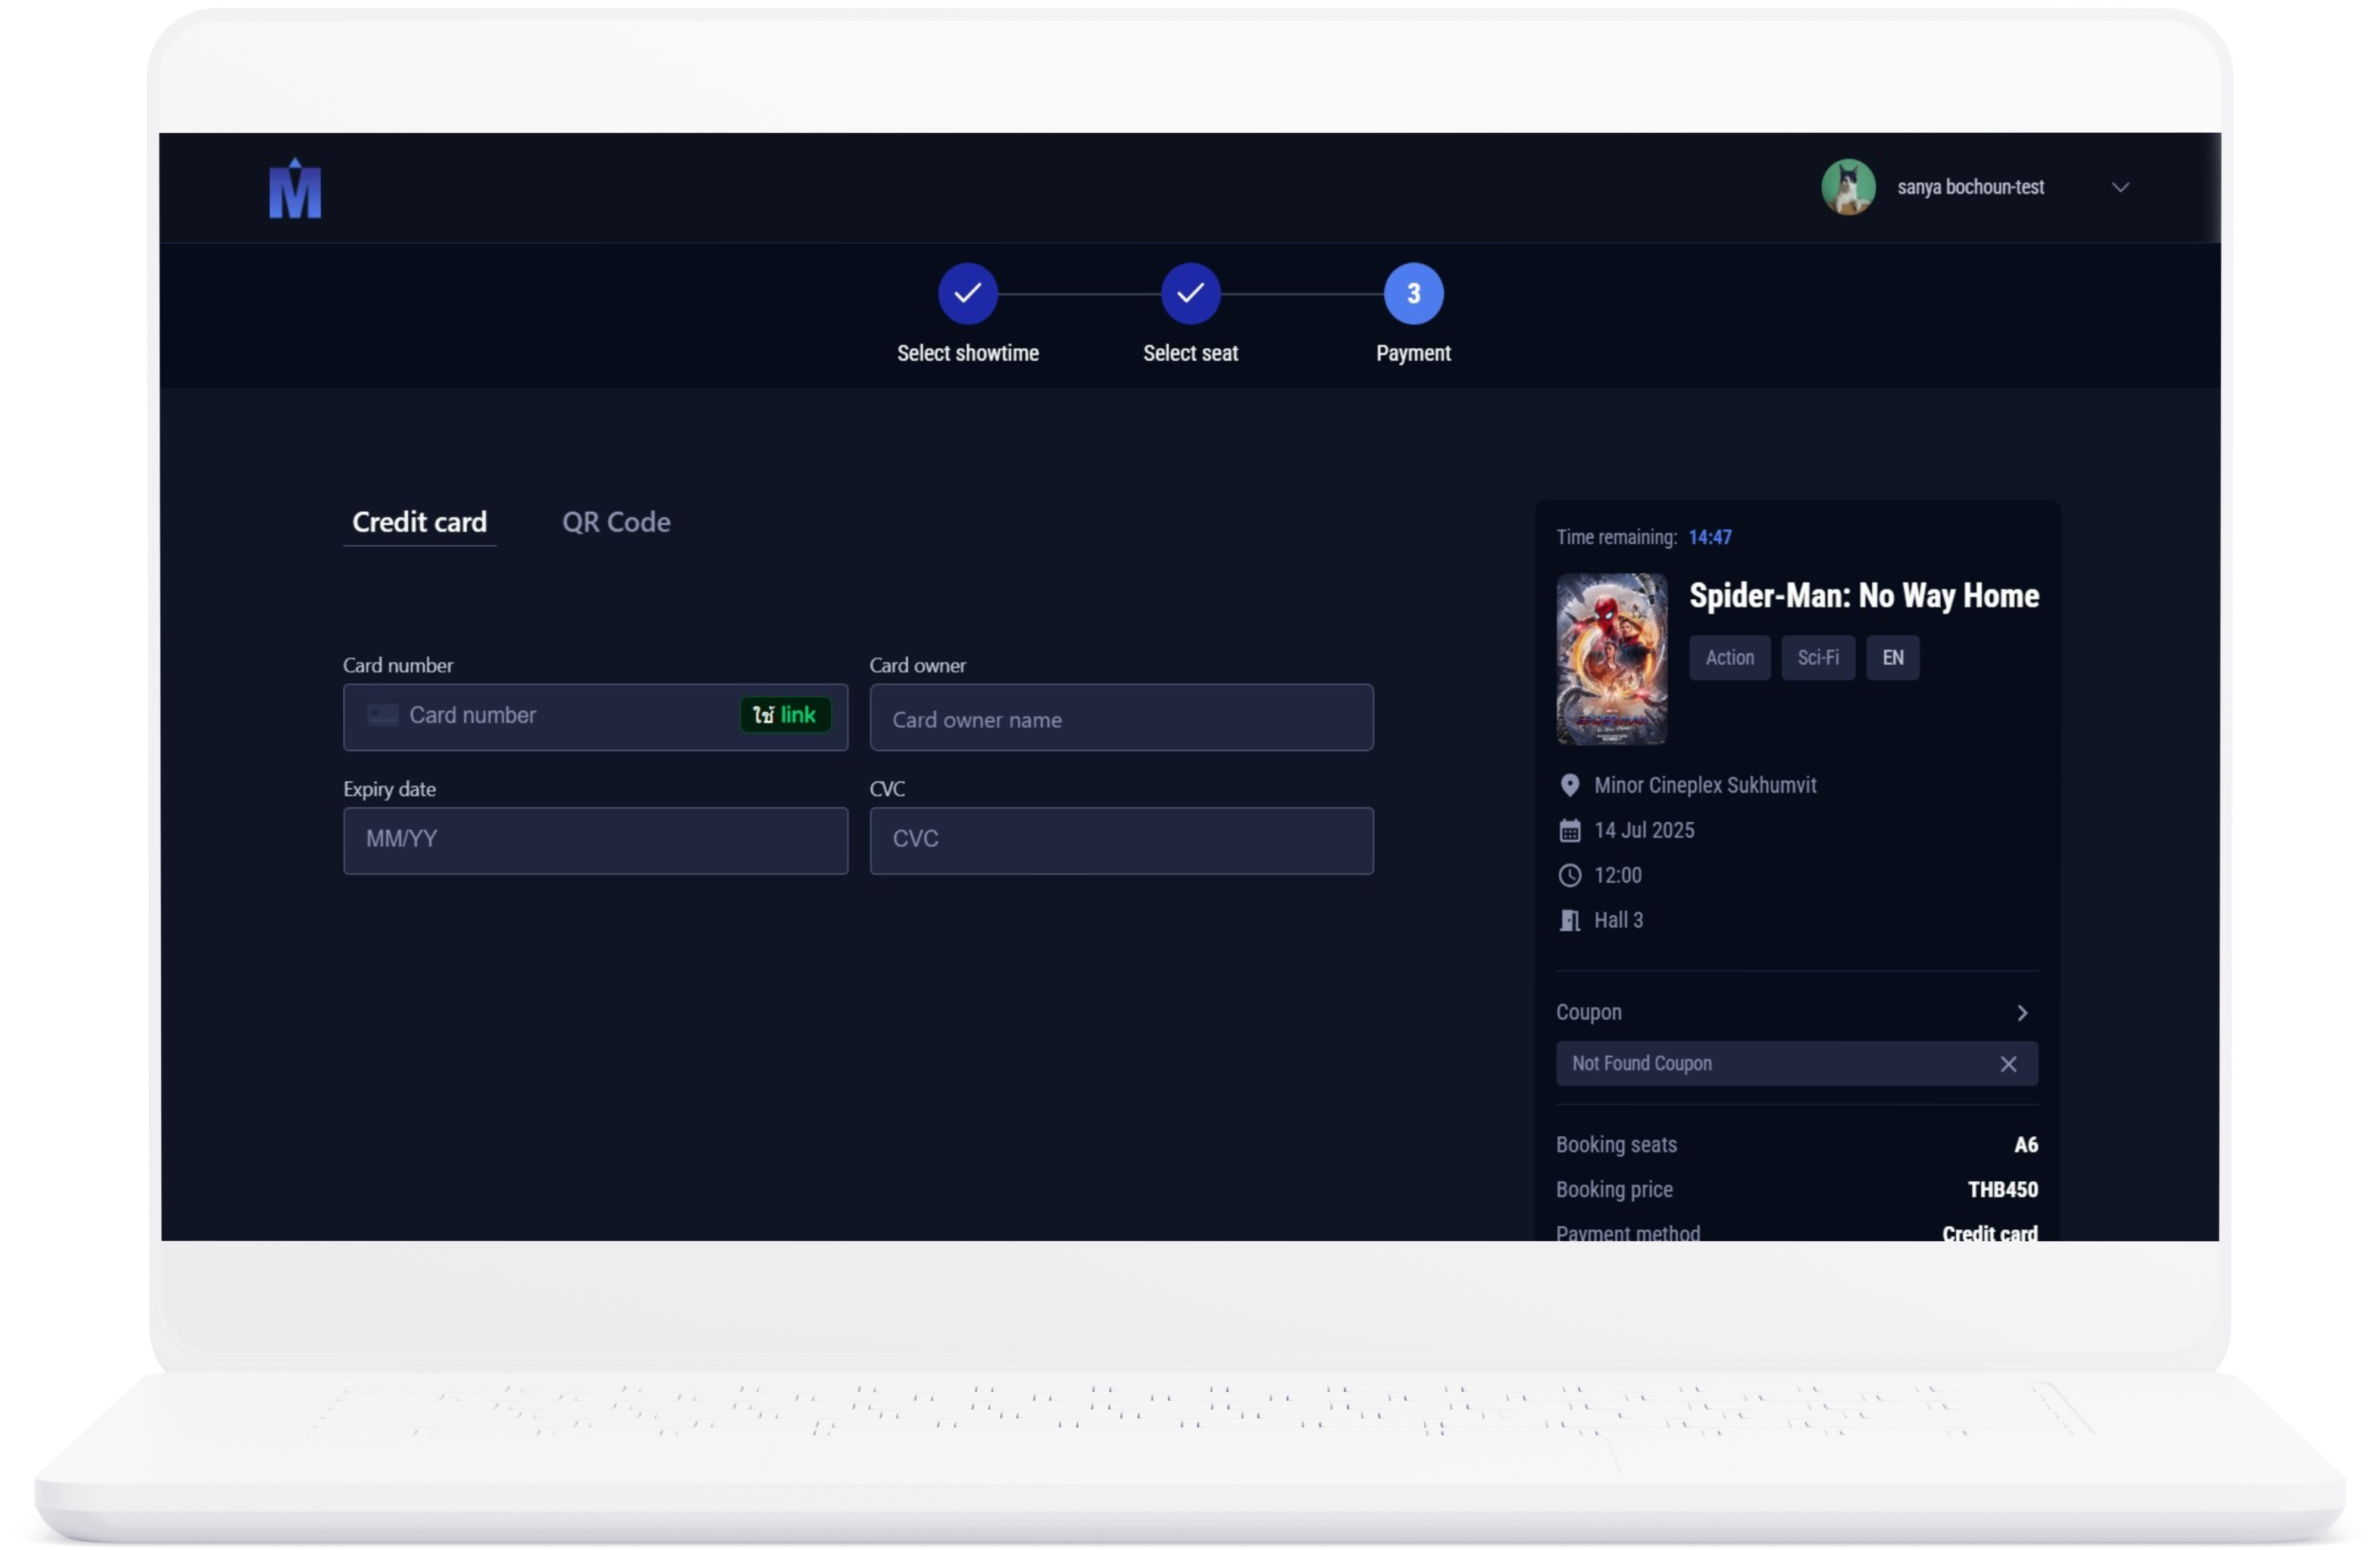 M
sanya bochoun-test
3
Select showtime
Select seat
Payment
Credit card
QR Code
Card number
Card number
ใช้ link
Card owner
Card owner name
Expiry date
MM/YY
CVC
CVC
Time remaining: 14:47
Spider-Man: No Way Home
Action
Sci-Fi
EN
Minor Cineplex Sukhumvit
14 Jul 2025
12:00
Hall 3
Coupon
Not Found Coupon
Booking seats
A6
Booking price
THB450
Payment method
Credit card